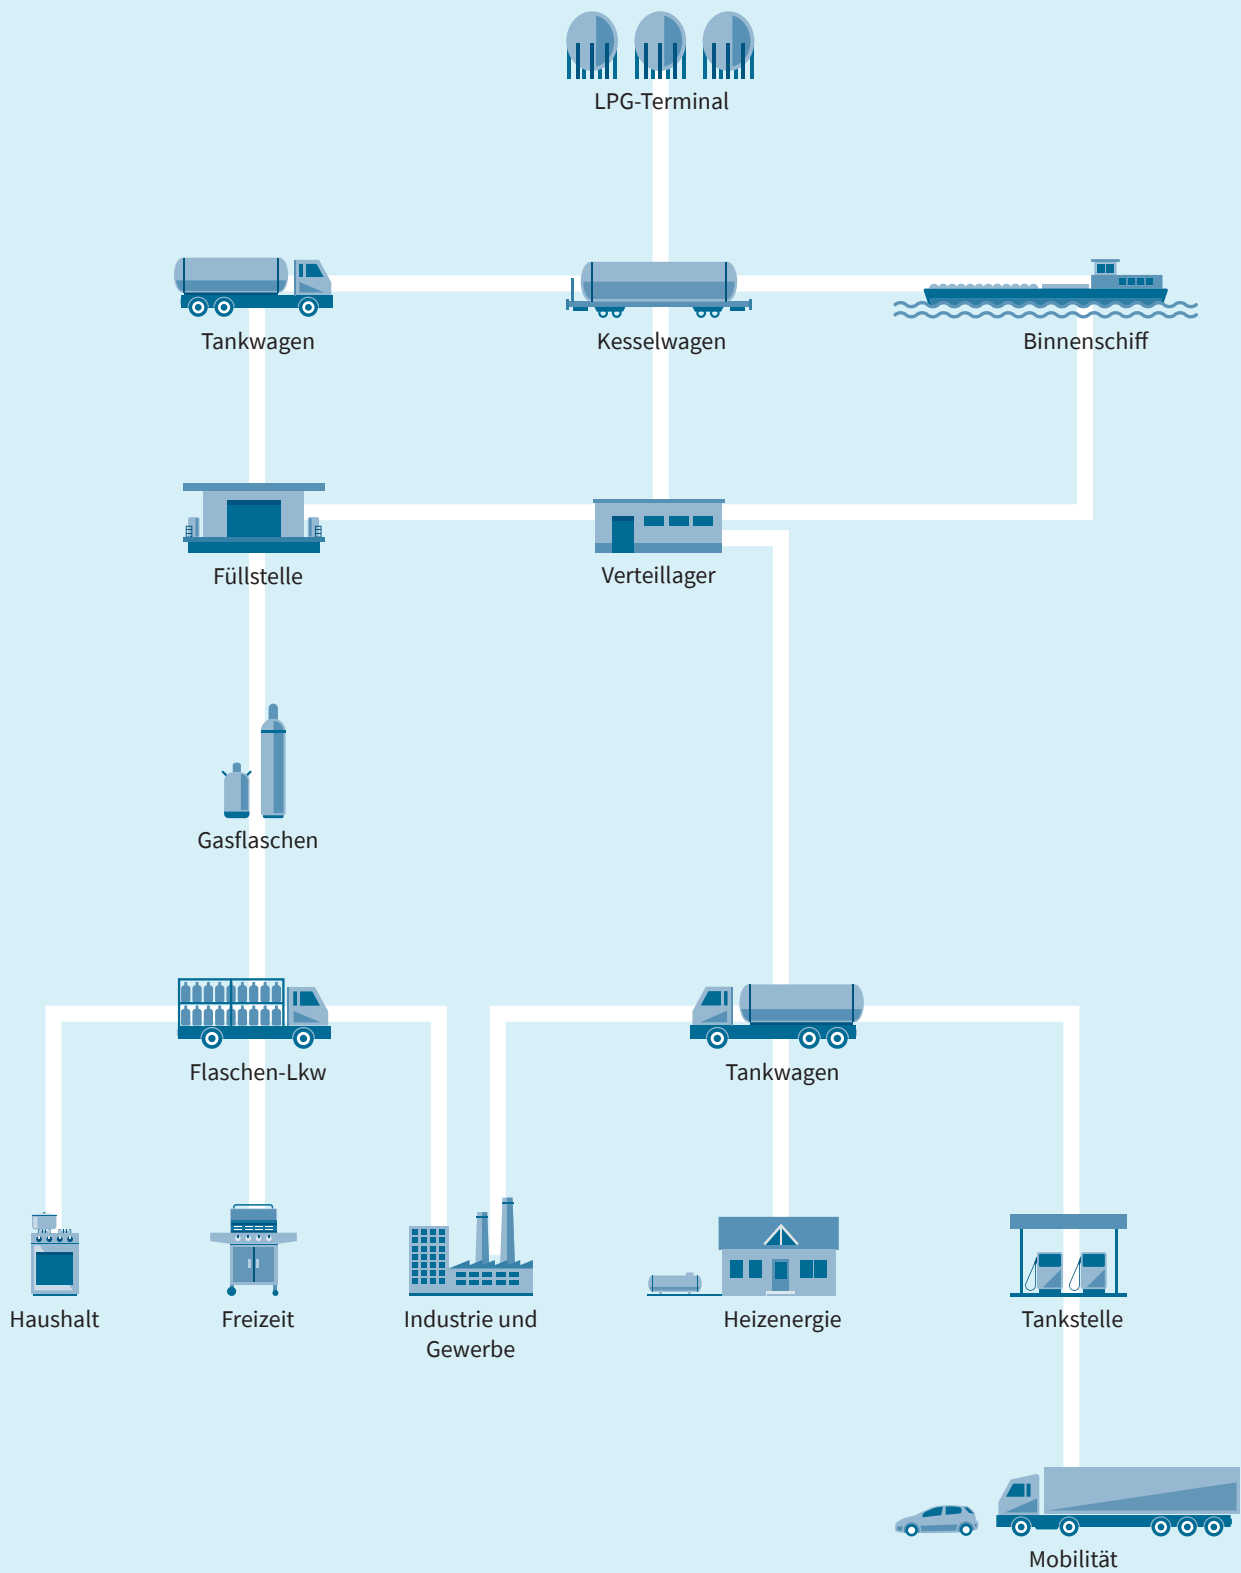 LPG-Terminal
Tankwagen
Kesselwagen
Binnenschiff
Füllstelle
Verteillager
Gasflaschen
Flaschen-Lkw
Tankwagen
Haushalt
Freizeit
Industrie und
Gewerbe
Heizenergie
Tankstelle
Mobilität